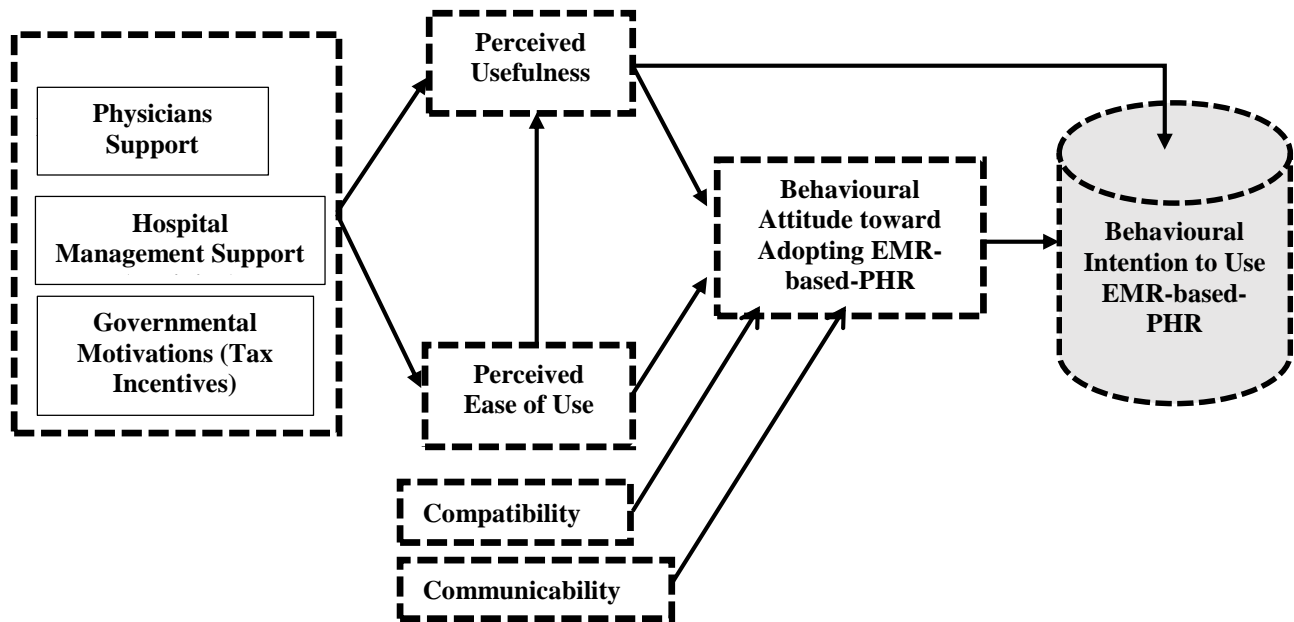 Physicians
Support
Hospital
Management Support
Governmental
Motivations (Tax
Incentives)
Perceived
Usefulness
Perceived
Ease of Use
Compatibility
Communicability
Behavioural
Attitude toward
Adopting EMR-
based-PHR
Behavioural
Intention to Use
EMR-based-
PHR